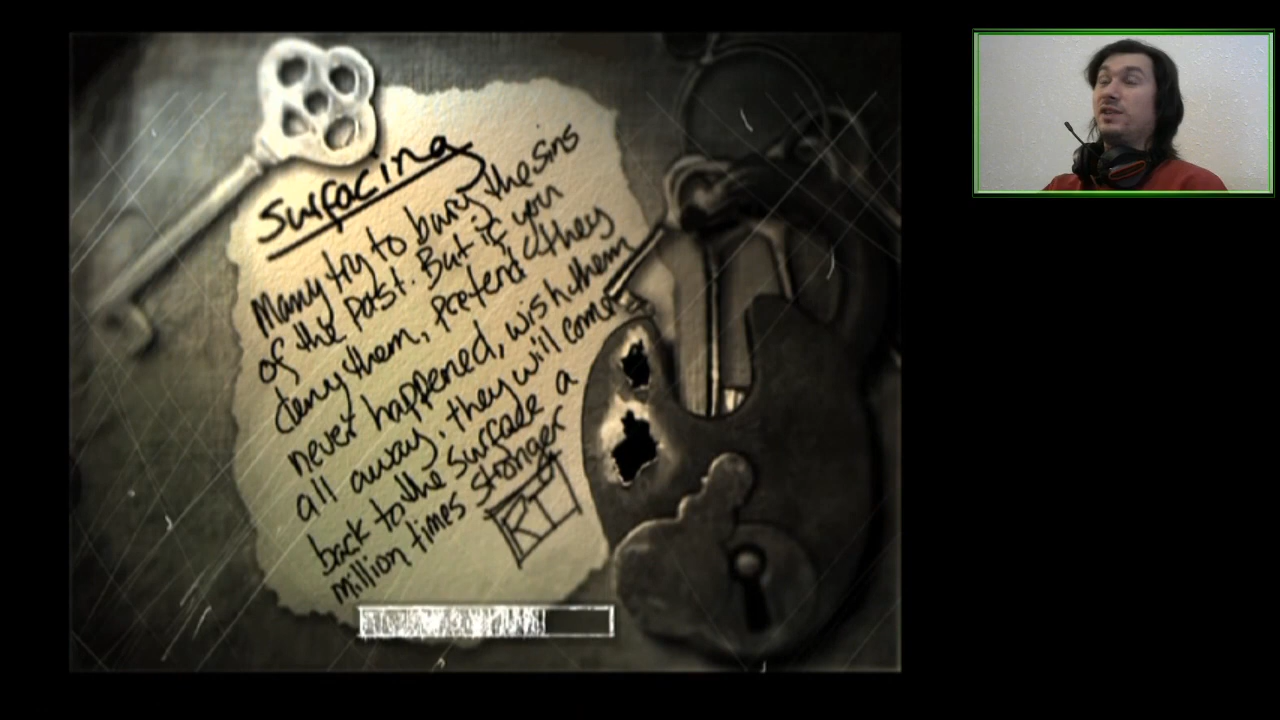 Surfacing
Many try to bury the sins
of the past. But if you
deny them, pretend they
never happened, wish them
all away, they will come
back to the surface a
million times stronger
RI